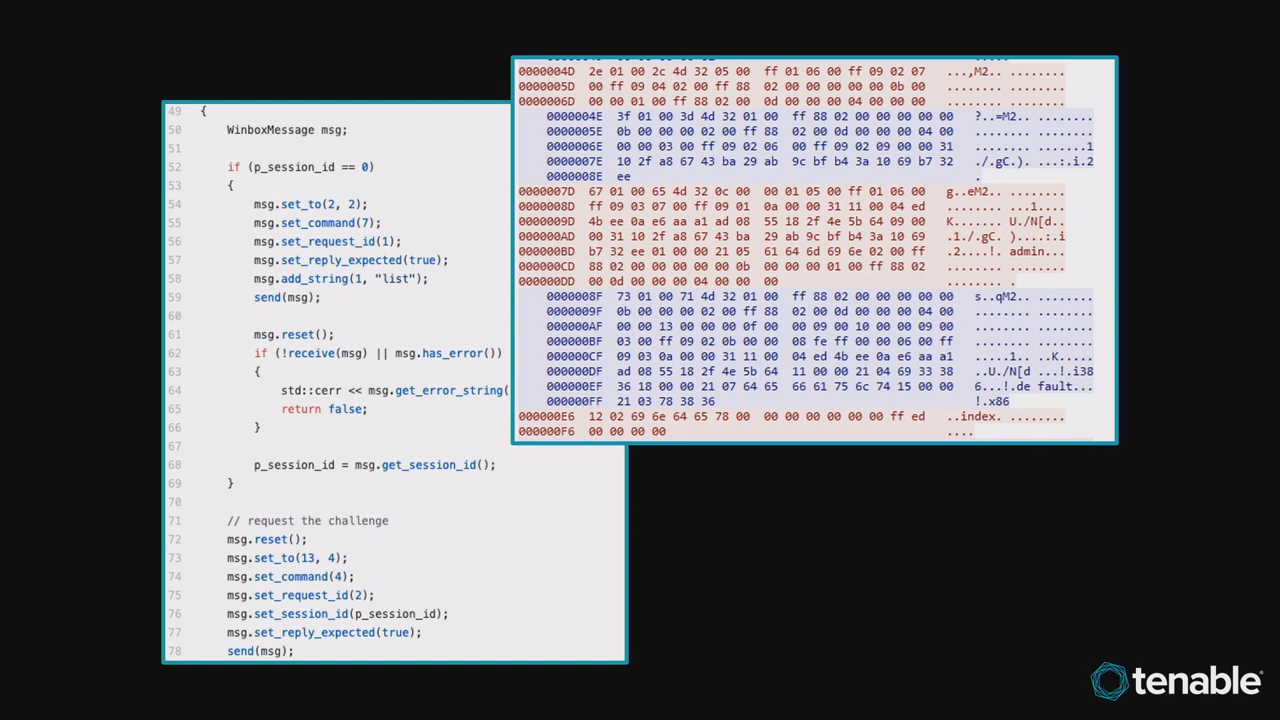 49 {
50 WinboxMessage msg;
51
52 if (p_session_id == 0)
53 {
54 msg.set_to(2, 2);
55 msg.set_command(7);
56 msg.set_request_id(1);
57 msg.set_reply_expected(true);
58 msg.add_string(1, "list");
59 send(msg);
60
61 msg.reset();
62 if (!receive(msg) || msg.has_error())
63 {
64 std::cerr << msg.get_error_string(
65 return false;
66 }
67
68 p_session_id = msg.get_session_id();
69 }
70
71 // request the challenge
72 msg.reset();
73 msg.set_to(13, 4);
74 msg.set_command(4);
75 msg.set_request_id(2);
76 msg.set_session_id(p_session_id);
77 msg.set_reply_expected(true);
78 send(msg);
0000004D 2e 01 00 2c 4d 32 05 00 ff 01 06 00 ff 09 02 07 ...,M2.. ........
0000005D 00 ff 09 04 02 00 ff 88 02 00 00 00 00 00 0b 00 ........ ........
0000006D 00 00 01 00 ff 88 02 00 0d 00 00 00 04 00 00 00 ........ ........
0000004E 3f 01 00 3d 4d 32 01 00 ff 88 02 00 00 00 00 00 ?..=M2.. ........
0000005E 0b 00 00 00 02 00 ff 88 02 00 0d 00 00 00 04 00 ........ ........
0000006E 00 00 03 00 ff 09 02 06 00 ff 09 02 09 00 00 31 ........ .......1
0000007E 10 2f a8 67 43 ba 29 ab 9c bf b4 3a 10 69 b7 32 ./.gC.). ...:.i.2
0000008E ee .
0000007D 67 01 00 65 4d 32 0c 00 00 01 05 00 ff 01 06 00 g..eM2.. ........
0000008D ff 09 03 07 00 ff 09 01 0a 00 00 31 11 00 04 ed ........ ...1....
0000009D 4b ee 0a e6 aa a1 ad 08 55 18 2f 4e 5b 64 09 00 K....... U./N[d..
000000AD 00 31 10 2f a8 67 43 ba 29 ab 9c bf b4 3a 10 69 .1./.gC. )....:.i
000000BD b7 32 ee 01 00 00 21 05 61 64 6d 69 6e 02 00 ff .2....!. admin...
000000CD 88 02 00 00 00 00 00 0b 00 00 00 01 00 ff 88 02 ........ ........
000000DD 00 0d 00 00 00 04 00 00 00 ........ .
0000008F 73 01 00 71 4d 32 01 00 ff 88 02 00 00 00 00 00 s..qM2.. ........
0000009F 0b 00 00 00 02 00 ff 88 02 00 0d 00 00 00 04 00 ........ ........
000000AF 00 00 13 00 00 00 0f 00 00 09 00 10 00 00 09 00 ........ ........
000000BF 03 00 ff 09 02 0b 00 00 08 fe ff 00 00 06 00 ff ........ ........
000000CF 09 03 0a 00 00 31 11 00 04 ed 4b ee 0a e6 aa a1 .....1.. ..K.....
000000DF ad 08 55 18 2f 4e 5b 64 11 00 00 21 04 69 33 38 ..U./N[d ...!.i38
000000EF 36 18 00 00 21 07 64 65 66 61 75 6c 74 15 00 00 6...!.de fault...
000000FF 21 03 78 38 36 !.x86
000000E6 12 02 69 6e 64 65 78 00 00 00 00 00 00 00 ff ed ..index. ........
000000F6 00 00 00 00 ....
tenable